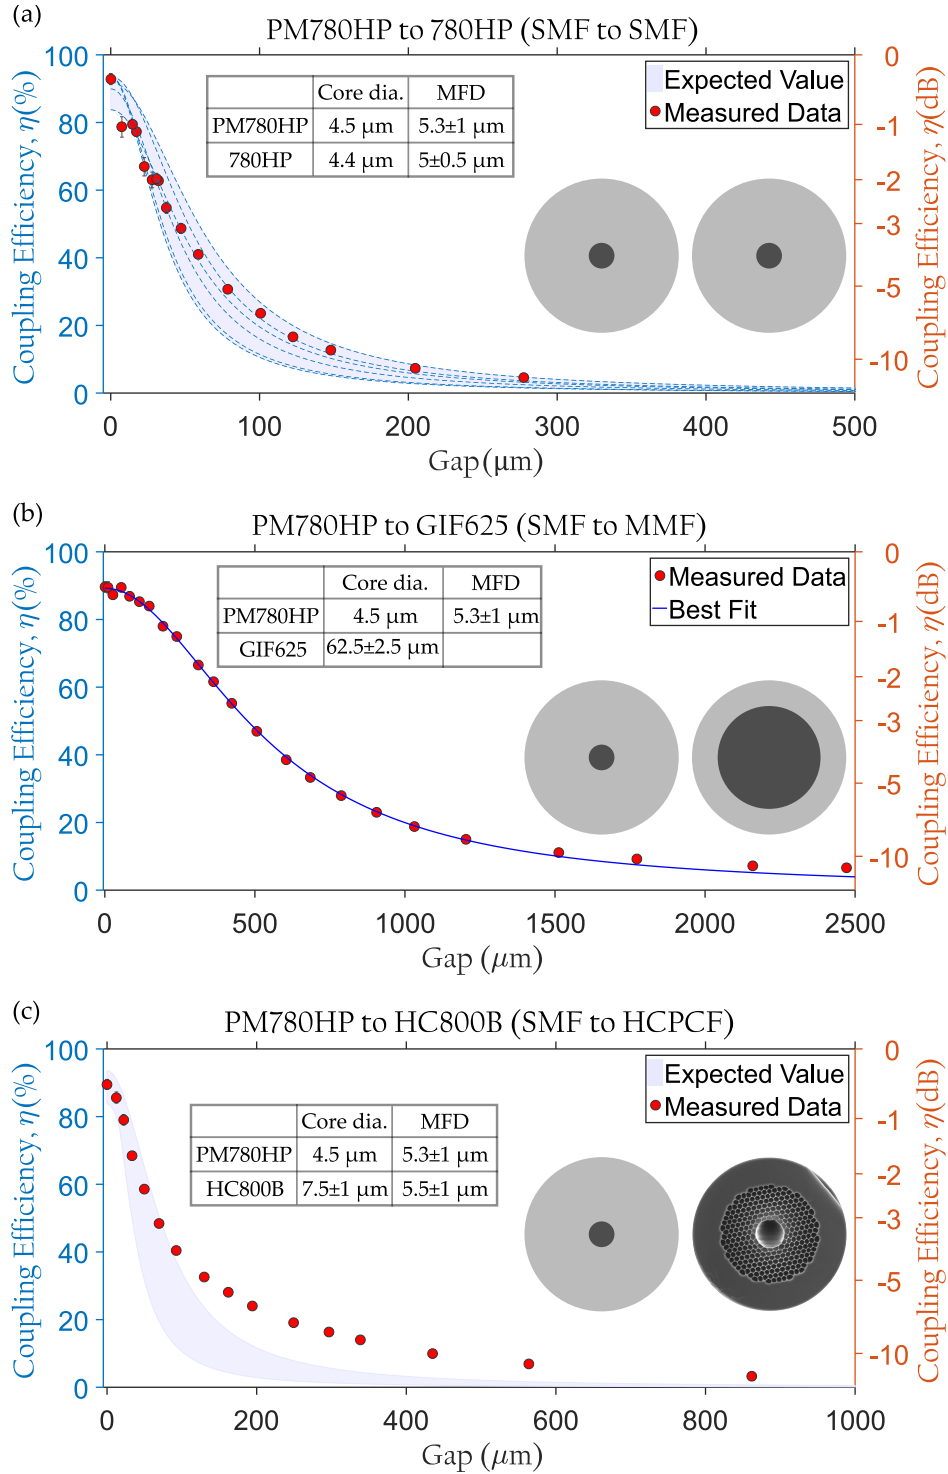 (a)
PM780HP to 780HP (SMF to SMF)
100
80
60
40
20
0
Coupling Efficiency, η(%)
Core dia. MFD
PM780HP 4.5 μm 5.3±1 μm
780HP 4.4 μm 5±0.5 μm
Expected Value
Measured Data
0
-1
-2
-3
-5
-10
Coupling Efficiency, η(dB)
0 100 200 300 400 500
Gap (μm)
(b)
PM780HP to GIF625 (SMF to MMF)
100
80
60
40
20
0
Coupling Efficiency, η(%)
Core dia. MFD
PM780HP 4.5 μm 5.3±1 μm
GIF625 62.5±2.5 μm
Measured Data
Best Fit
0
-1
-2
-3
-5
-10
Coupling Efficiency, η(dB)
0 500 1000 1500 2000 2500
Gap (μm)
(c)
PM780HP to HC800B (SMF to HCPCF)
100
80
60
40
20
0
Coupling Efficiency, η(%)
Core dia. MFD
PM780HP 4.5 μm 5.3±1 μm
HC800B 7.5±1 μm 5.5±1 μm
Expected Value
Measured Data
0
-1
-2
-3
-5
-10
Coupling Efficiency, η(dB)
0 200 400 600 800 1000
Gap (μm)